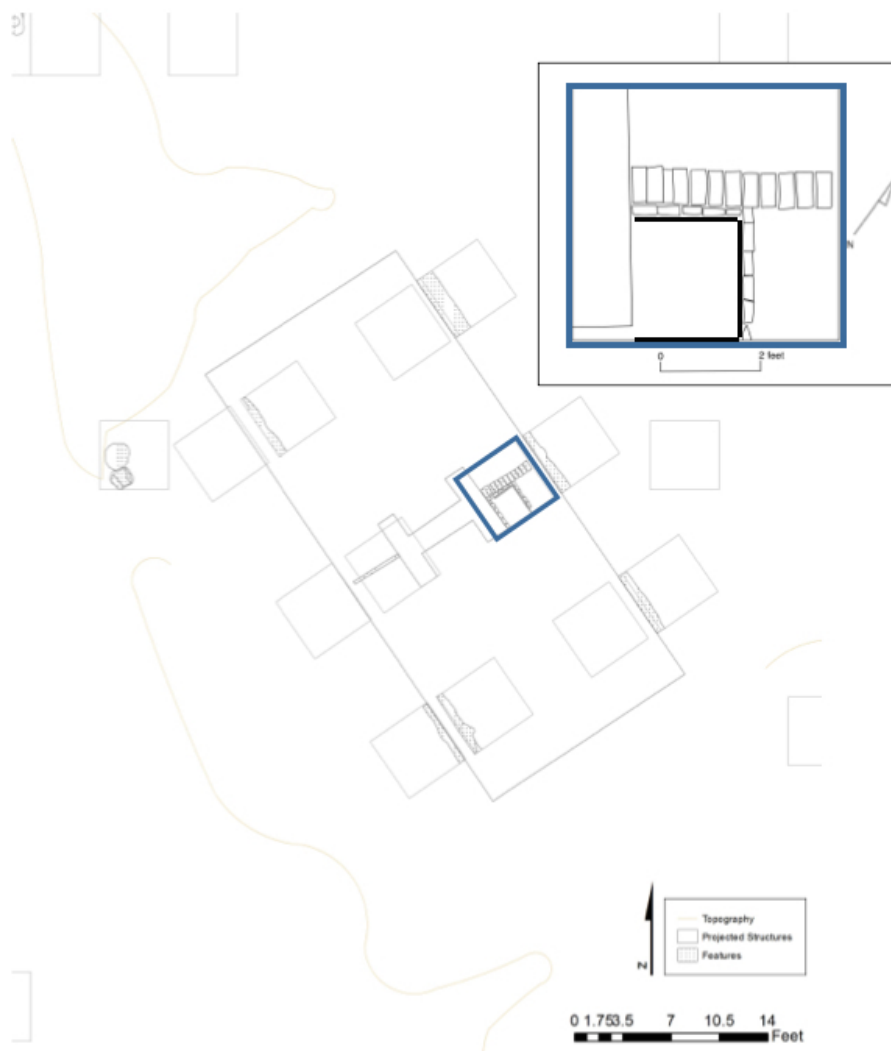 N
0 2 feet
Topography
Projected Structures
Features
N
0 1.753.5 7 10.5 14
Feet